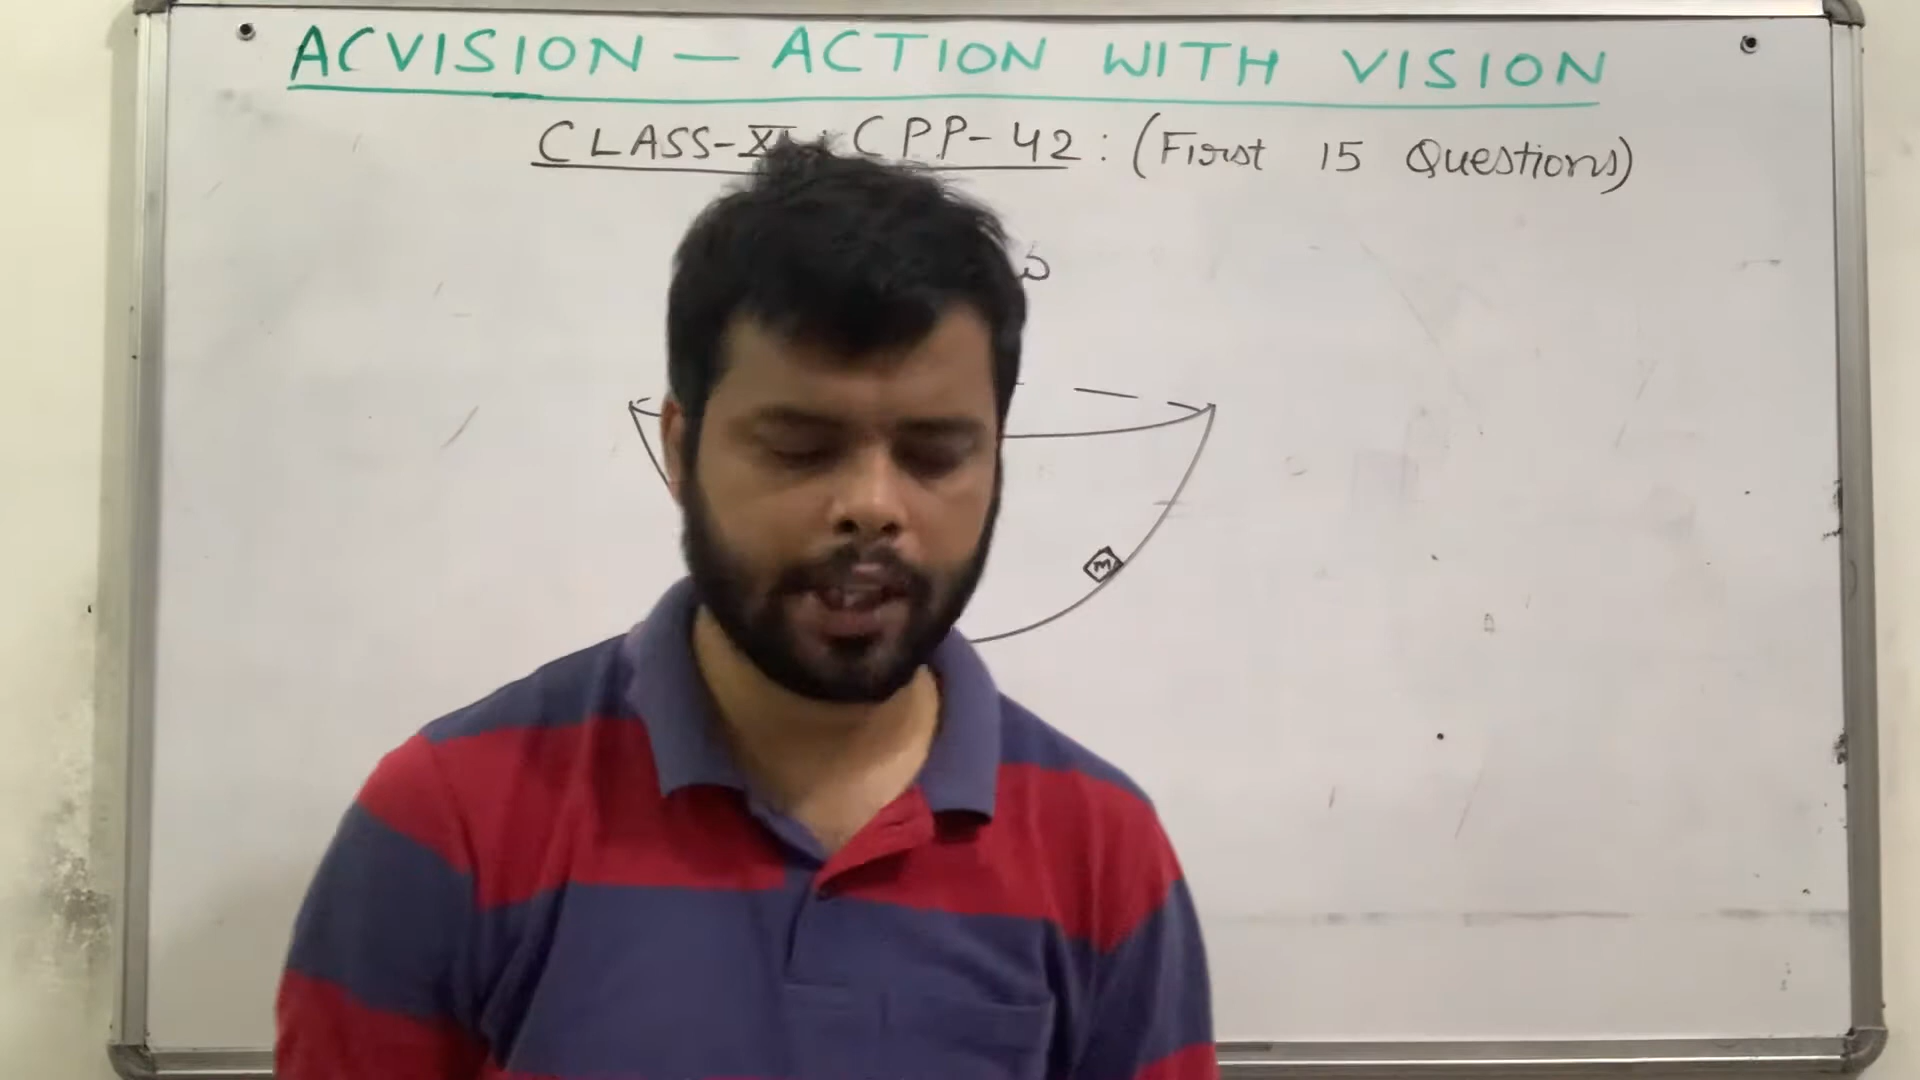 ACVISION — ACTION WITH VISION
CLASS-XI: CPP-42: (First 15 Questions)
ω
m